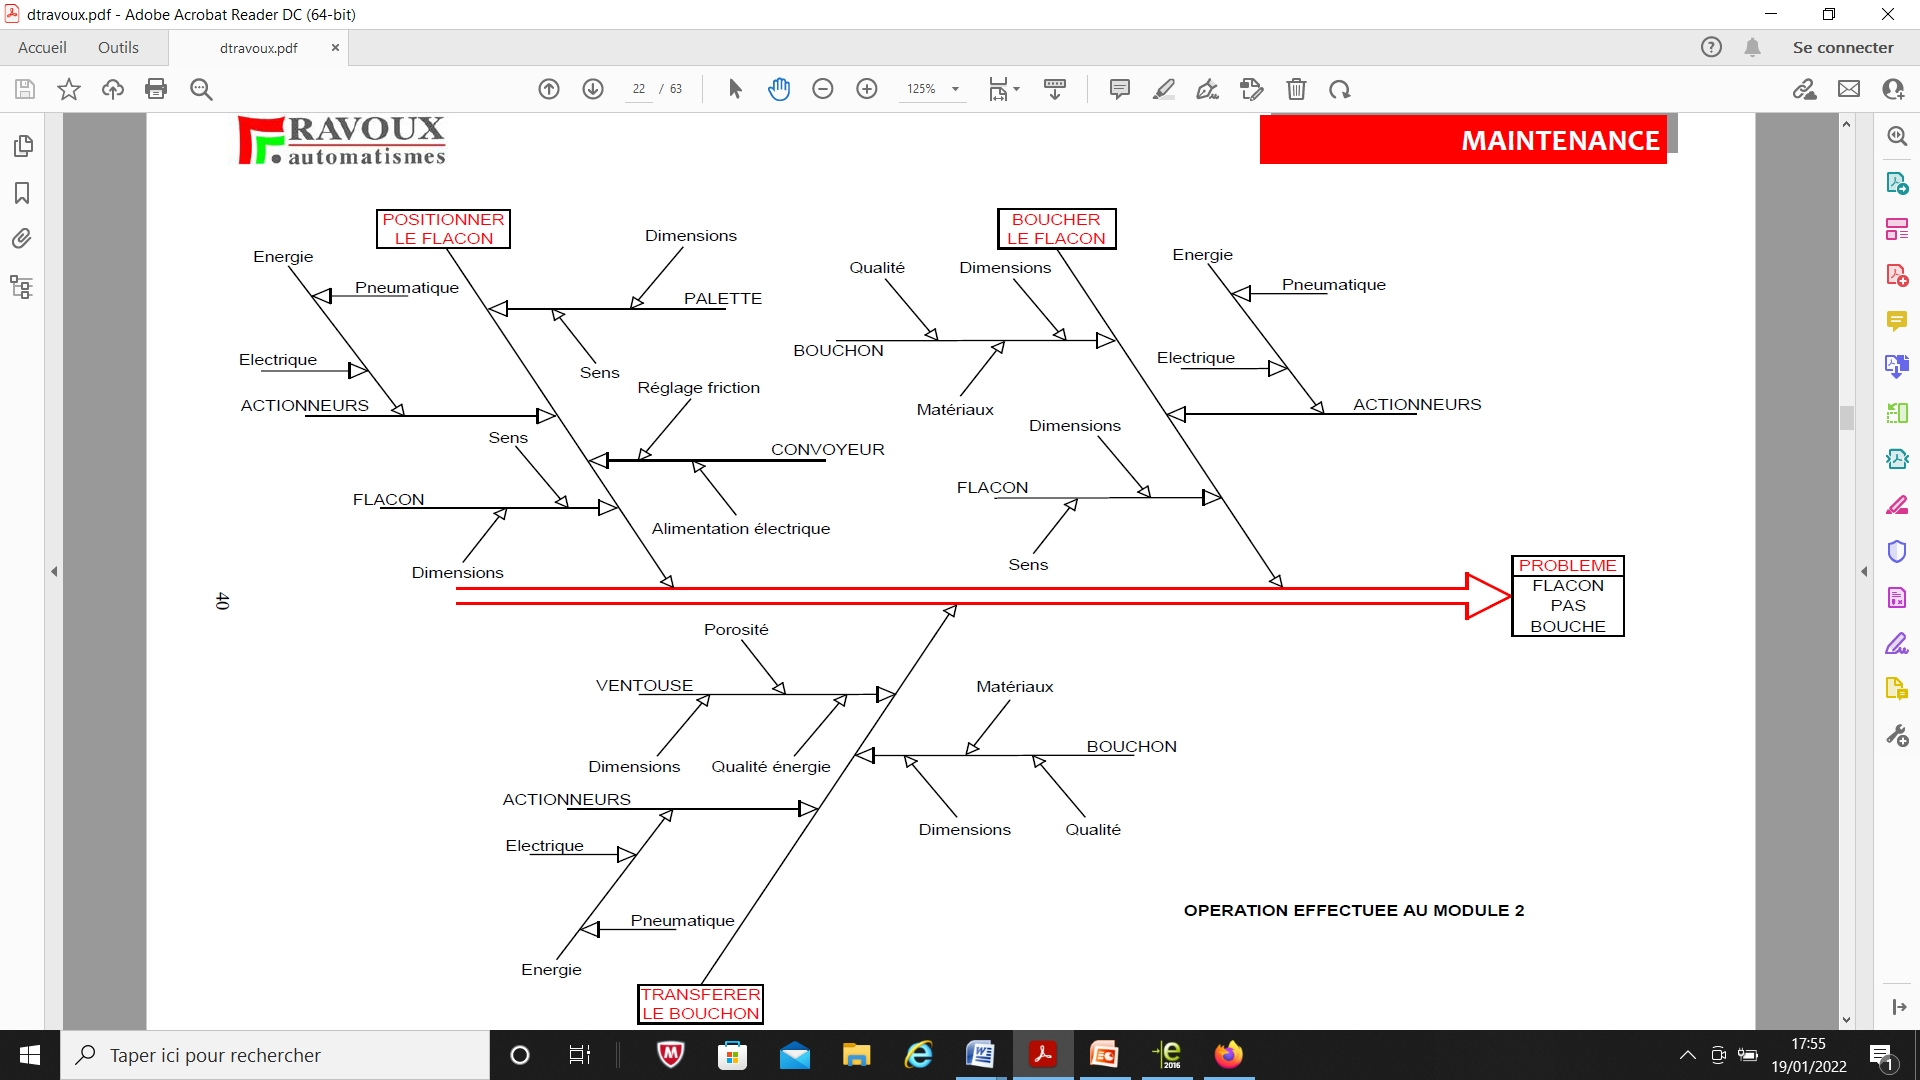 dtravoux.pdf - Adobe Acrobat Reader DC (64-bit)
Accueil
Outils
dtravoux.pdf
Se connecter
22 / 63
125%
RAVOUX
automatismes
MAINTENANCE
POSITIONNER
LE FLACON
BOUCHER
LE FLACON
Dimensions
Energie
Pneumatique
PALETTE
Electrique
Sens
ACTIONNEURS
Réglage friction
Sens
CONVOYEUR
FLACON
Alimentation électrique
Dimensions
Energie
Qualité
Dimensions
Pneumatique
BOUCHON
Electrique
Matériaux
ACTIONNEURS
Dimensions
FLACON
Sens
PROBLEME
FLACON
PAS
BOUCHE
40
Porosité
VENTOUSE
Matériaux
BOUCHON
Dimensions
Qualité énergie
ACTIONNEURS
Dimensions
Qualité
Electrique
Pneumatique
Energie
OPERATION EFFECTUEE AU MODULE 2
TRANSFERER
LE BOUCHON
Taper ici pour rechercher
2016
17:55
19/01/2022
1